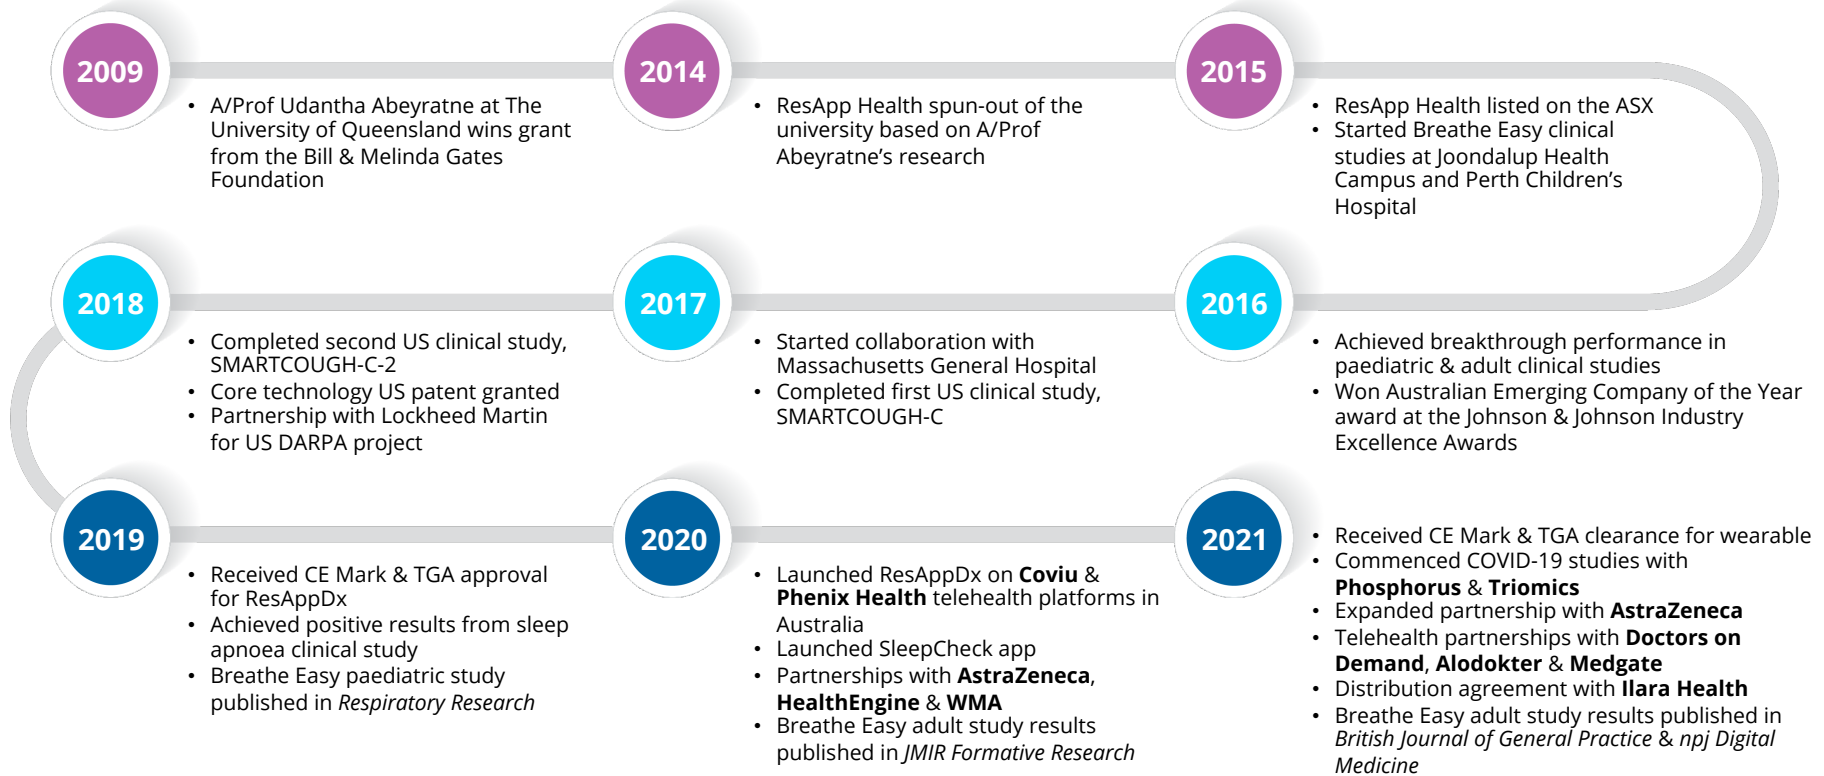 2009
• A/Prof Udantha Abeyratne at The
University of Queensland wins grant
from the Bill & Melinda Gates
Foundation
2014
• ResApp Health spun-out of the
university based on A/Prof
Abeyratne’s research
2015
• ResApp Health listed on the ASX
• Started Breathe Easy clinical
studies at Joondalup Health
Campus and Perth Children’s
Hospital
2018
• Completed second US clinical study,
SMARTCOUGH-C-2
• Core technology US patent granted
• Partnership with Lockheed Martin
for US DARPA project
2017
• Started collaboration with
Massachusetts General Hospital
• Completed first US clinical study,
SMARTCOUGH-C
2016
• Achieved breakthrough performance in
paediatric & adult clinical studies
• Won Australian Emerging Company of the Year
award at the Johnson & Johnson Industry
Excellence Awards
2019
• Received CE Mark & TGA approval
for ResAppDx
• Achieved positive results from sleep
apnoea clinical study
• Breathe Easy paediatric study
published in Respiratory Research
2020
• Launched ResAppDx on Coviu &
Phenix Health telehealth platforms in
Australia
• Launched SleepCheck app
• Partnerships with AstraZeneca,
HealthEngine & WMA
• Breathe Easy adult study results
published in JMIR Formative Research
2021
• Received CE Mark & TGA clearance for wearable
• Commenced COVID-19 studies with
Phosphorus & Triomics
• Expanded partnership with AstraZeneca
• Telehealth partnerships with Doctors on
Demand, Alodokter & Medgate
• Distribution agreement with Ilara Health
• Breathe Easy adult study results published in
British Journal of General Practice & npj Digital
Medicine